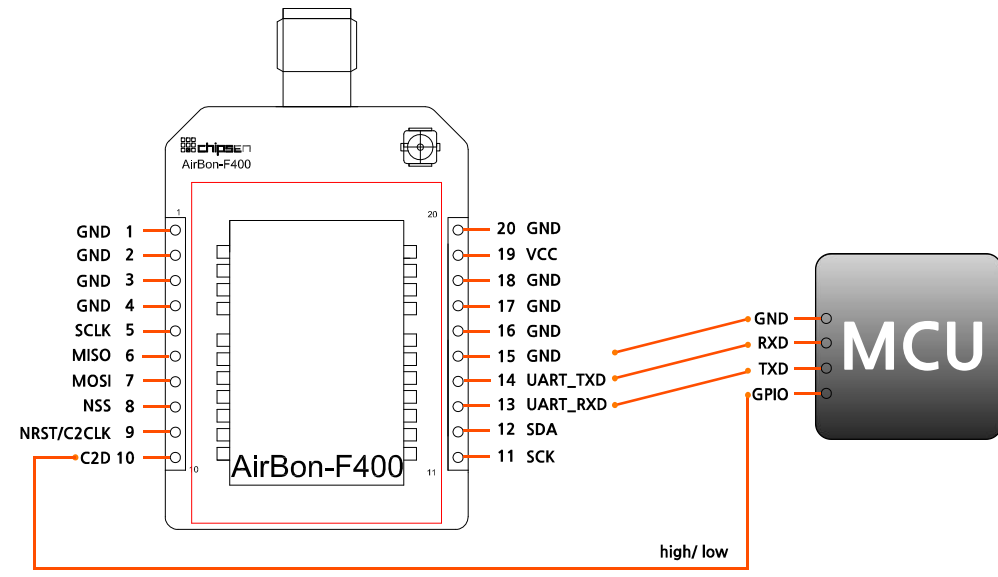 chipsen
AirBon-F400
1
20
GND 1
GND 2
GND 3
GND 4
SCLK 5
MISO 6
MOSI 7
NSS 8
NRST/C2CLK 9
C2D 10
10
AirBon-F400
11
20 GND
19 VCC
18 GND
17 GND
16 GND
15 GND
14 UART_TXD
13 UART_RXD
12 SDA
11 SCK
GND
RXD
TXD
GPIO
MCU
high/ low